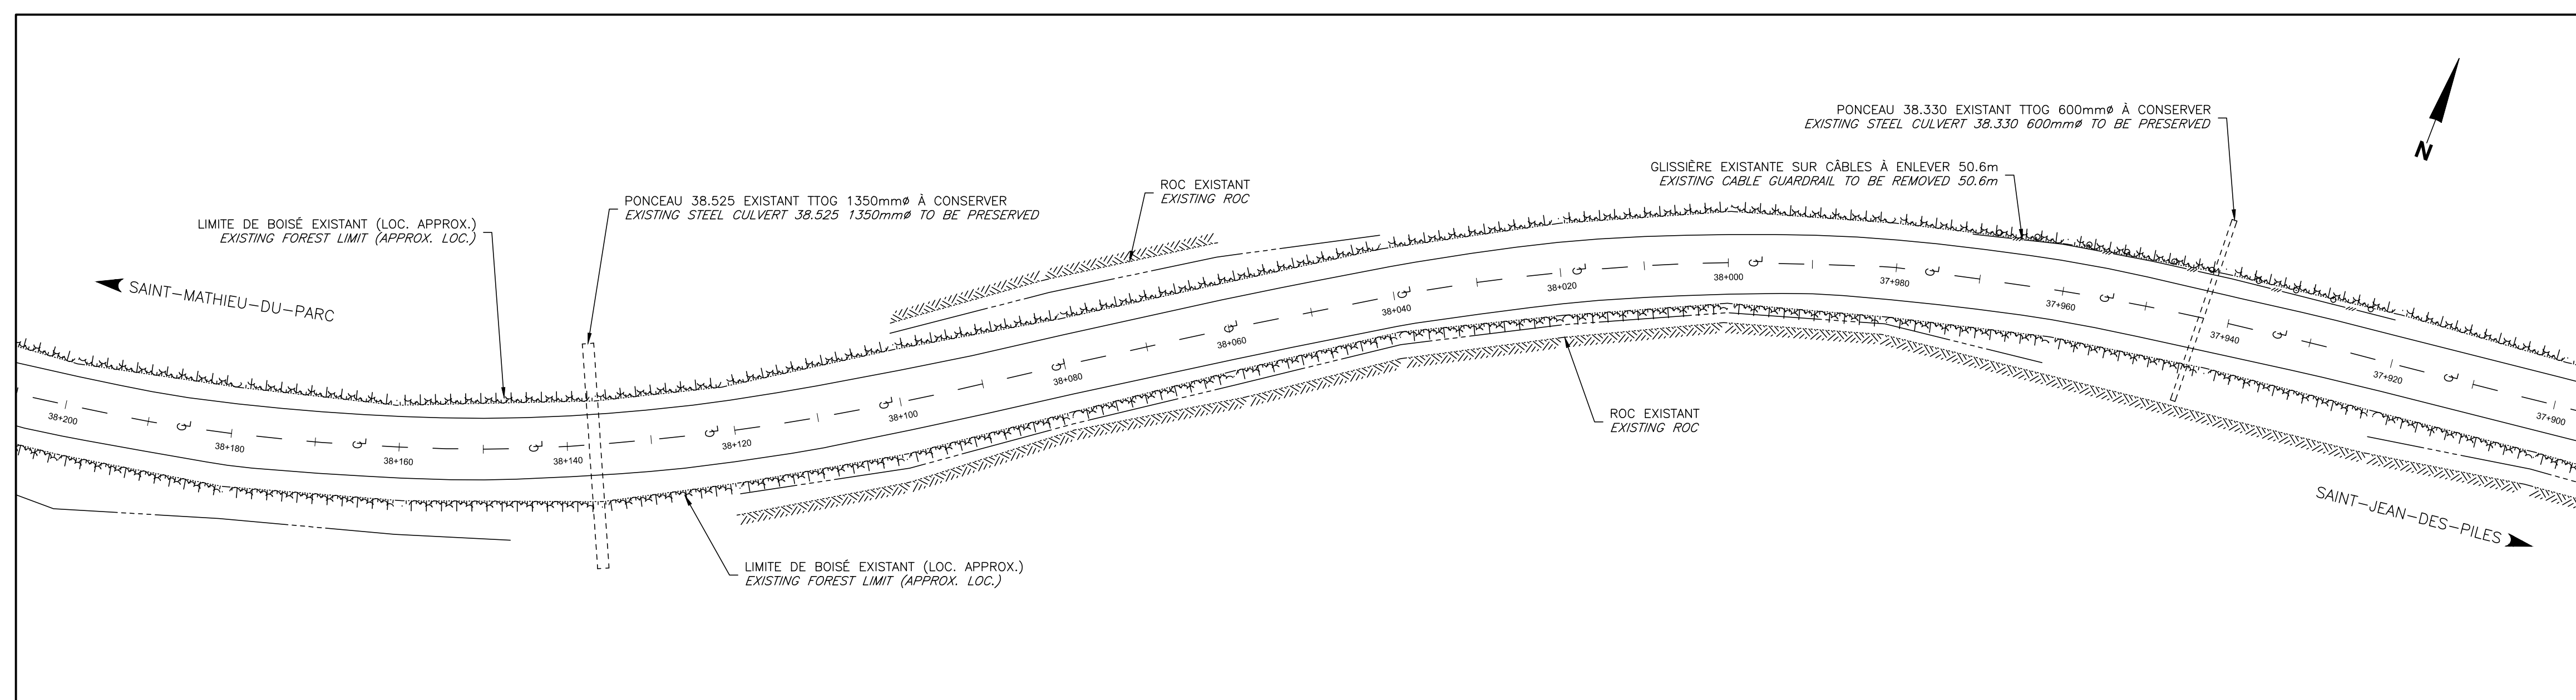 PONCEAU 38.330 EXISTANT TTOG 600mmø À CONSERVER
EXISTING STEEL CULVERT 38.330 600mmø TO BE PRESERVED
N
GLISSIÈRE EXISTANTE SUR CÂBLES À ENLEVER 50.6m
EXISTING CABLE GUARDRAIL TO BE REMOVED 50.6m
ROC EXISTANT
EXISTING ROC
PONCEAU 38.525 EXISTANT TTOG 1350mmø À CONSERVER
EXISTING STEEL CULVERT 38.525 1350mmø TO BE PRESERVED
LIMITE DE BOISÉ EXISTANT (LOC. APPROX.)
EXISTING FOREST LIMIT (APPROX. LOC.)
SAINT-MATHIEU-DU-PARC
38+200
38+180
38+160
38+140
38+120
38+100
38+080
38+060
38+040
38+020
38+000
37+980
37+960
37+940
37+920
37+900
ROC EXISTANT
EXISTING ROC
SAINT-JEAN-DES-PILES
LIMITE DE BOISÉ EXISTANT (LOC. APPROX.)
EXISTING FOREST LIMIT (APPROX. LOC.)